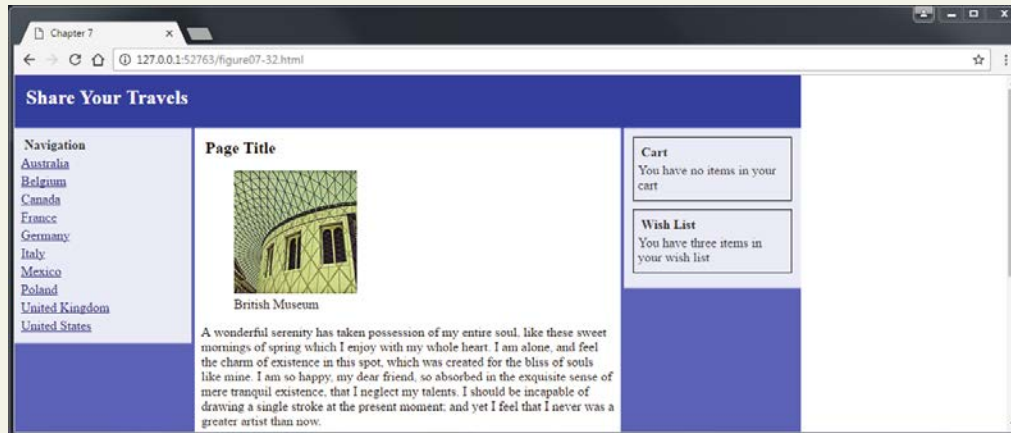 Chapter 7
127.0.0.1:52763/figure07-32.html
Share Your Travels
Navigation
Australia
Belgium
Canada
France
Germany
Italy
Mexico
Poland
United Kingdom
United States
Page Title
British Museum
A wonderful serenity has taken possession of my entire soul, like these sweet
mornings of spring which I enjoy with my whole heart. I am alone, and feel
the charm of existence in this spot, which was created for the bliss of souls
like mine. I am so happy, my dear friend, so absorbed in the exquisite sense of
mere tranquil existence, that I neglect my talents. I should be incapable of
drawing a single stroke at the present moment; and yet I feel that I never was a
greater artist than now.
Cart
You have no items in your
cart
Wish List
You have three items in
your wish list